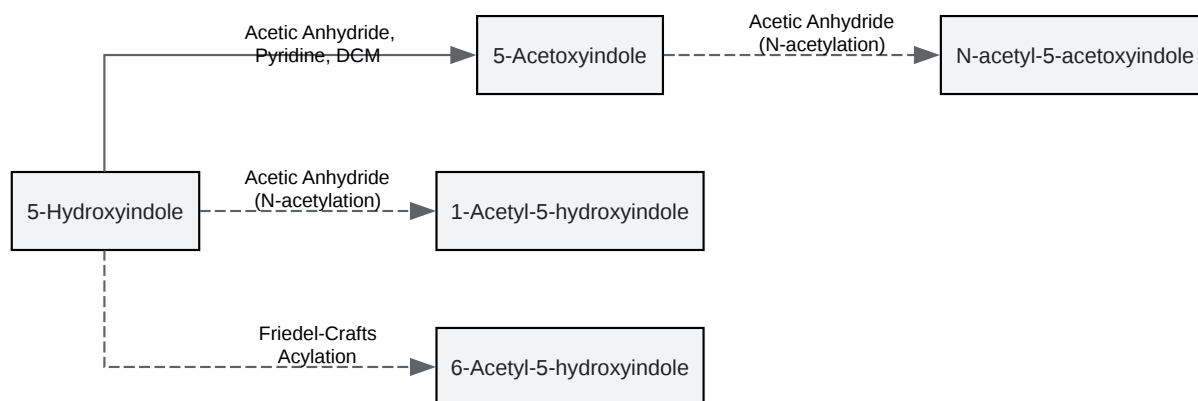 Acetic Anhydride,
Pyridine, DCM
5-Acetoxyindole
Acetic Anhydride
(N-acetylation)
N-acetyl-5-acetoxyindole
5-Hydroxyindole
Acetic Anhydride
(N-acetylation)
1-Acetyl-5-hydroxyindole
Friedel-Crafts
Acylation
6-Acetyl-5-hydroxyindole